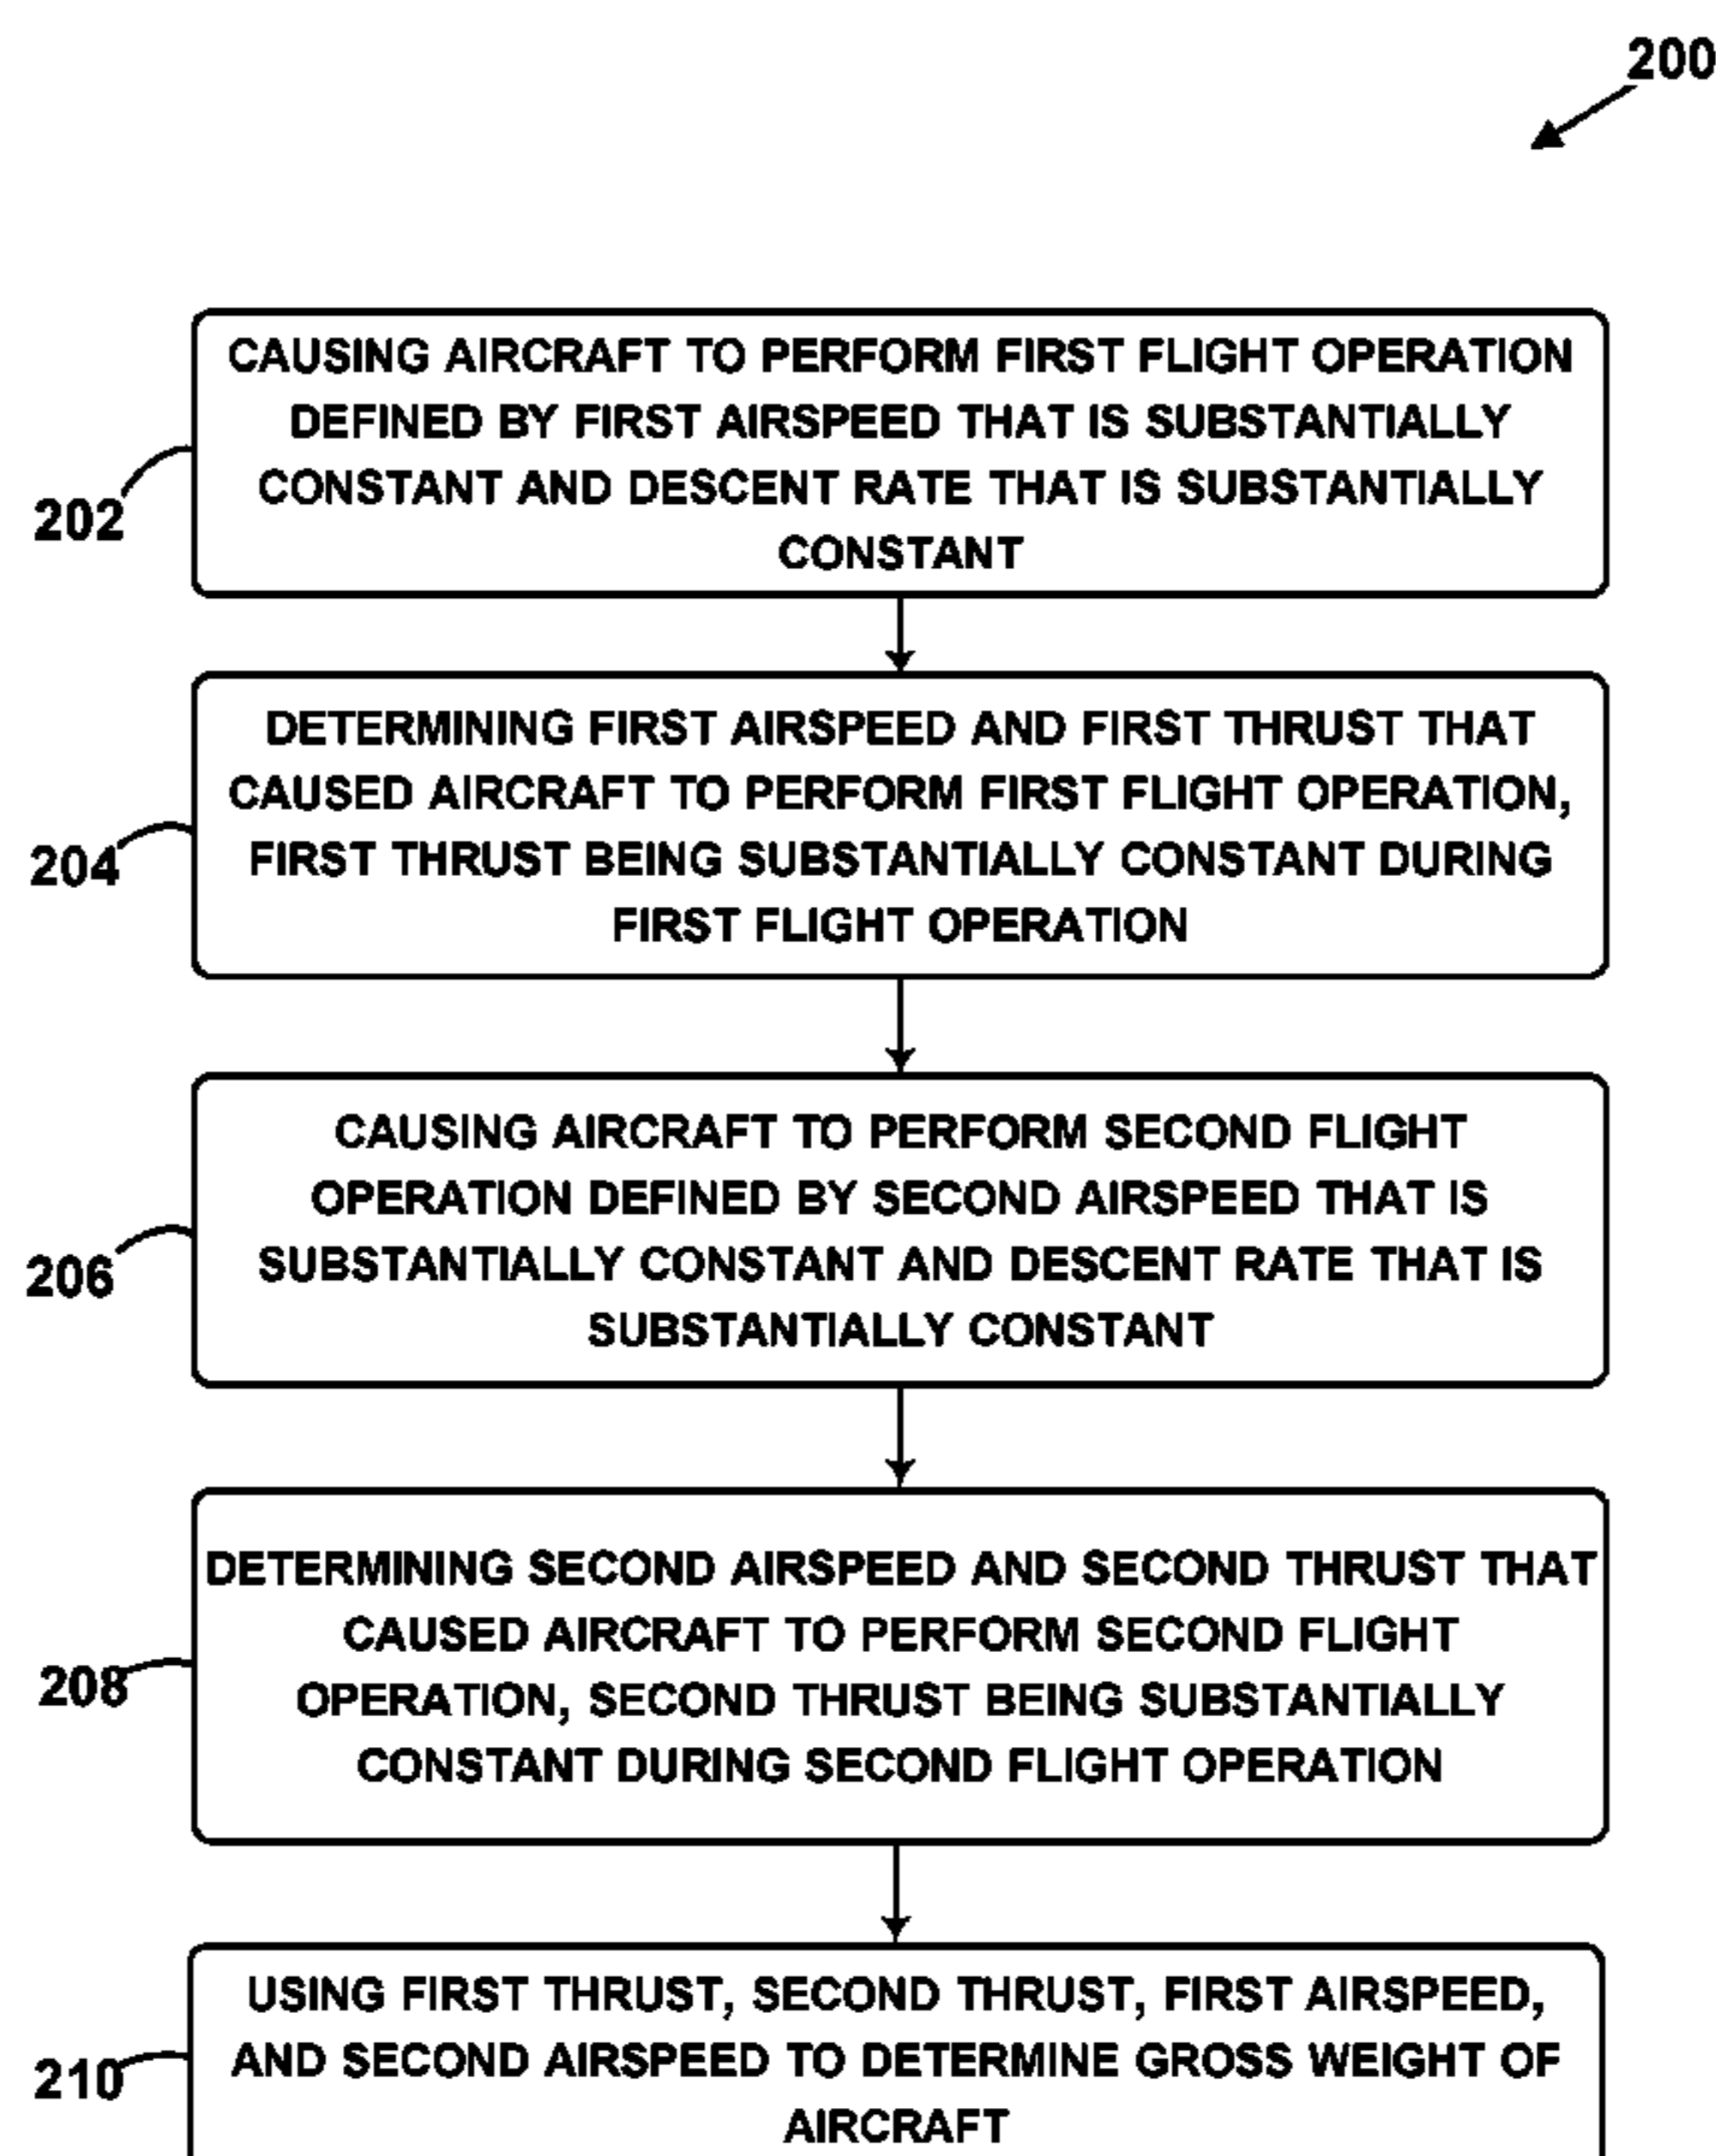 200
CAUSING AIRCRAFT TO PERFORM FIRST FLIGHT OPERATION
DEFINED BY FIRST AIRSPEED THAT IS SUBSTANTIALLY
CONSTANT AND DESCENT RATE THAT IS SUBSTANTIALLY
CONSTANT
202
DETERMINING FIRST AIRSPEED AND FIRST THRUST THAT
CAUSED AIRCRAFT TO PERFORM FIRST FLIGHT OPERATION,
FIRST THRUST BEING SUBSTANTIALLY CONSTANT DURING
FIRST FLIGHT OPERATION
204
CAUSING AIRCRAFT TO PERFORM SECOND FLIGHT
OPERATION DEFINED BY SECOND AIRSPEED THAT IS
SUBSTANTIALLY CONSTANT AND DESCENT RATE THAT IS
SUBSTANTIALLY CONSTANT
206
DETERMINING SECOND AIRSPEED AND SECOND THRUST THAT
CAUSED AIRCRAFT TO PERFORM SECOND FLIGHT
OPERATION, SECOND THRUST BEING SUBSTANTIALLY
CONSTANT DURING SECOND FLIGHT OPERATION
208
USING FIRST THRUST, SECOND THRUST, FIRST AIRSPEED,
AND SECOND AIRSPEED TO DETERMINE GROSS WEIGHT OF
AIRCRAFT
210